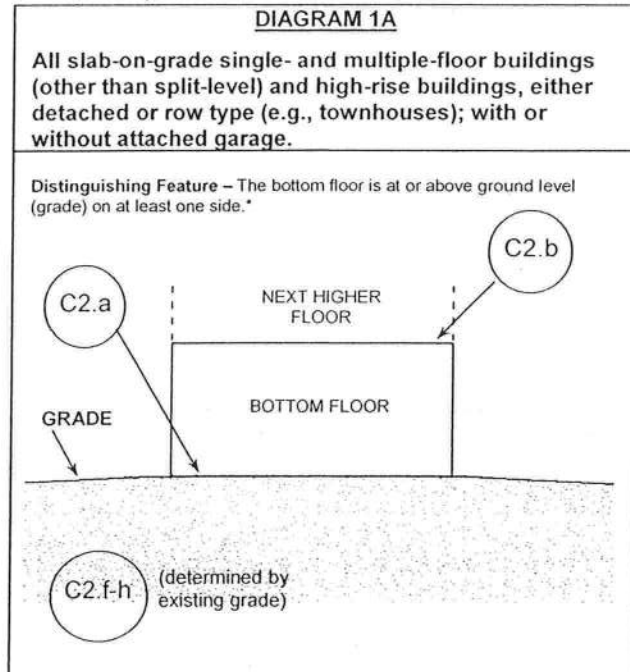 DIAGRAM 1A
All slab-on-grade single- and multiple-floor buildings
(other than split-level) and high-rise buildings, either
detached or row type (e.g., townhouses); with or
without attached garage.
Distinguishing Feature – The bottom floor is at or above ground level
(grade) on at least one side.*
C2.b
C2.a
NEXT HIGHER
FLOOR
BOTTOM FLOOR
GRADE
C2.f-h
(determined by
existing grade)